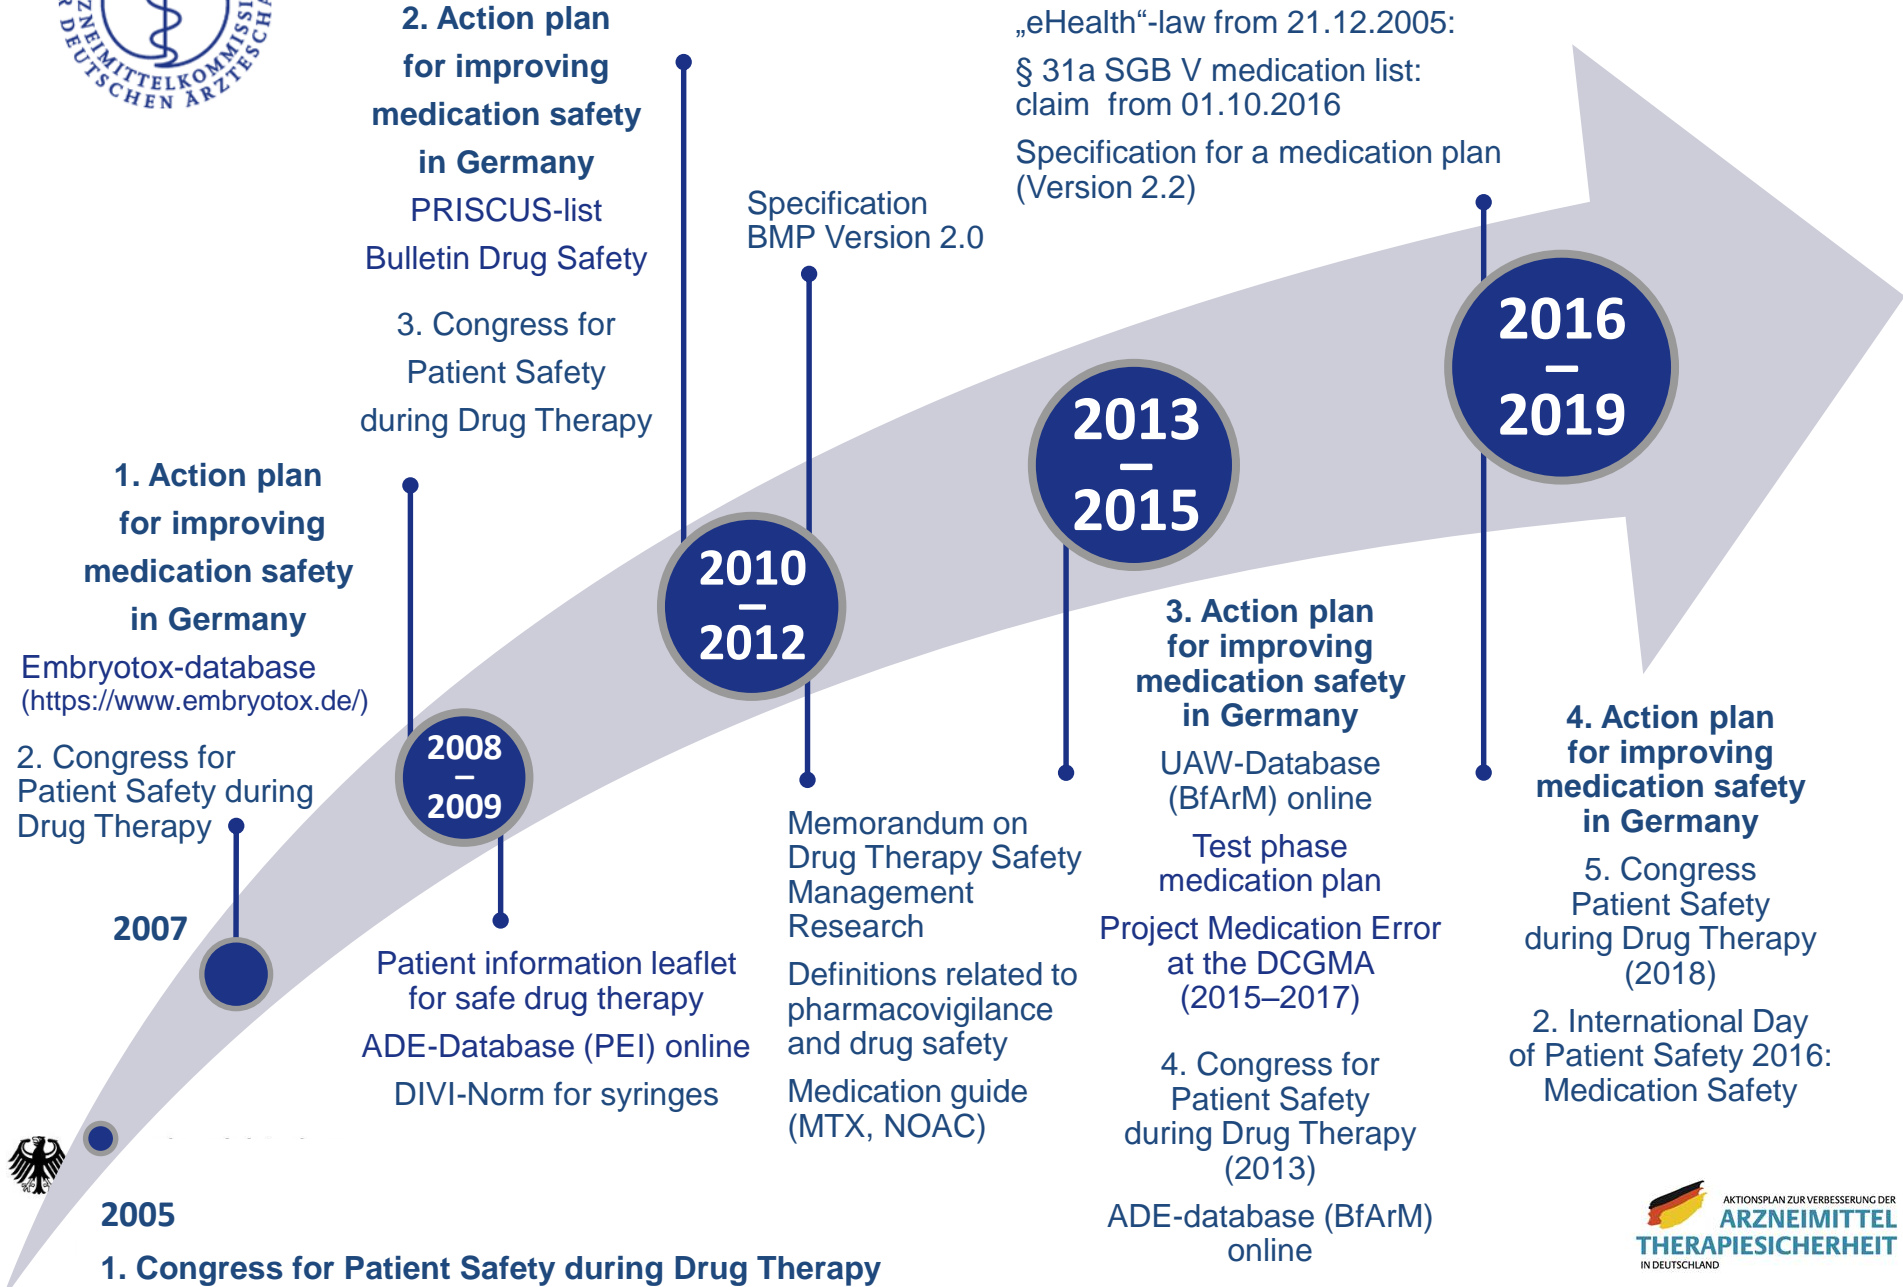 ARZNEIMITTELKOMMISSION
DER DEUTSCHEN ÄRZTESCHAFT
2. Action plan
for improving
medication safety
in Germany
PRISCUS-list
Bulletin Drug Safety
3. Congress for
Patient Safety
during Drug Therapy
„eHealth“-law from 21.12.2005:
§ 31a SGB V medication list:
claim from 01.10.2016
Specification for a medication plan
(Version 2.2)
Specification
BMP Version 2.0
1. Action plan
for improving
medication safety
in Germany
Embryotox-database
(https://www.embryotox.de/)
2. Congress for
Patient Safety during
Drug Therapy
2016
–
2019
2013
–
2015
2010
–
2012
2008
–
2009
2007
Patient information leaflet
for safe drug therapy
ADE-Database (PEI) online
DIVI-Norm for syringes
Memorandum on
Drug Therapy Safety
Management
Research
Definitions related to
pharmacovigilance
and drug safety
Medication guide
(MTX, NOAC)
3. Action plan
for improving
medication safety
in Germany
UAW-Database
(BfArM) online
Test phase
medication plan
Project Medication Error
at the DCGMA
(2015–2017)
4. Congress for
Patient Safety
during Drug Therapy
(2013)
ADE-database (BfArM)
online
4. Action plan
for improving
medication safety
in Germany
5. Congress
Patient Safety
during Drug Therapy
(2018)
2. International Day
of Patient Safety 2016:
Medication Safety
2005
1. Congress for Patient Safety during Drug Therapy
AKTIONSPLAN ZUR VERBESSERUNG DER
ARZNEIMITTEL
THERAPIESICHERHEIT
IN DEUTSCHLAND